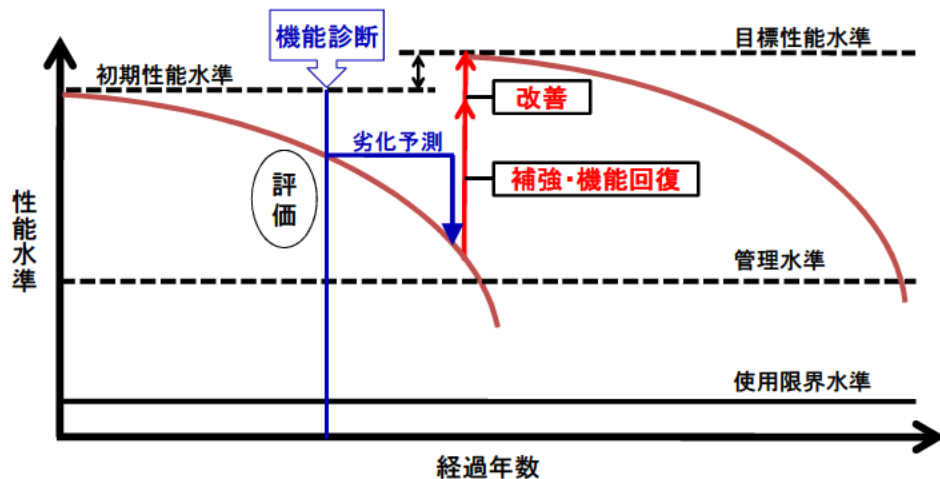 機能診断
目標性能水準
初期性能水準
改善
劣化予測
評価
補強・機能回復
性能水準
管理水準
使用限界水準
経過年数